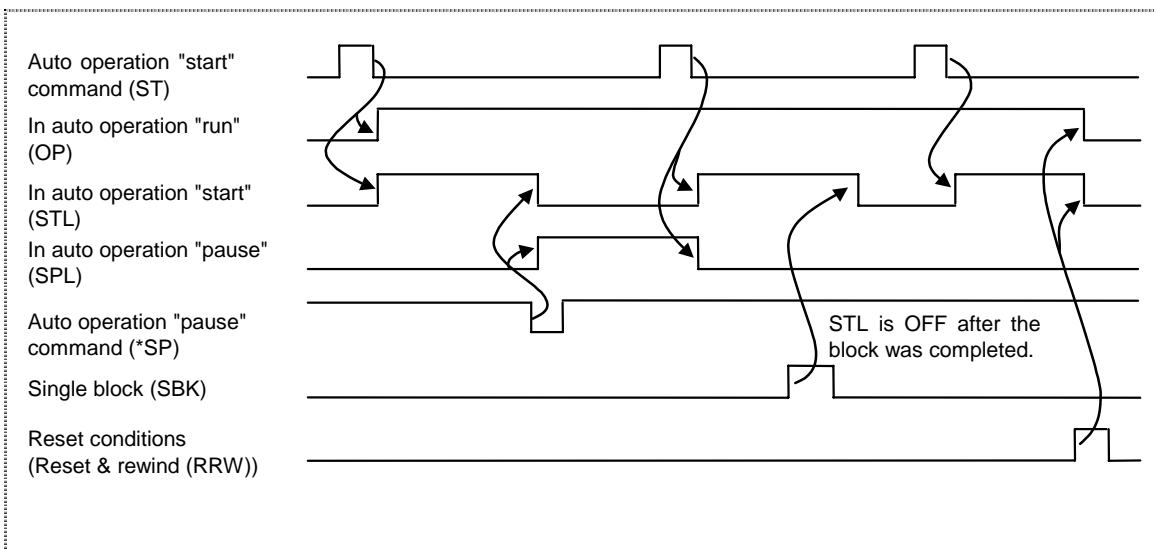 Auto operation "start"
command (ST)
In auto operation "run"
(OP)
In auto operation "start"
(STL)
In auto operation "pause"
(SPL)
Auto operation "pause"
command (*SP)
STL is OFF after the
block was completed.
Single block (SBK)
Reset conditions
(Reset & rewind (RRW))